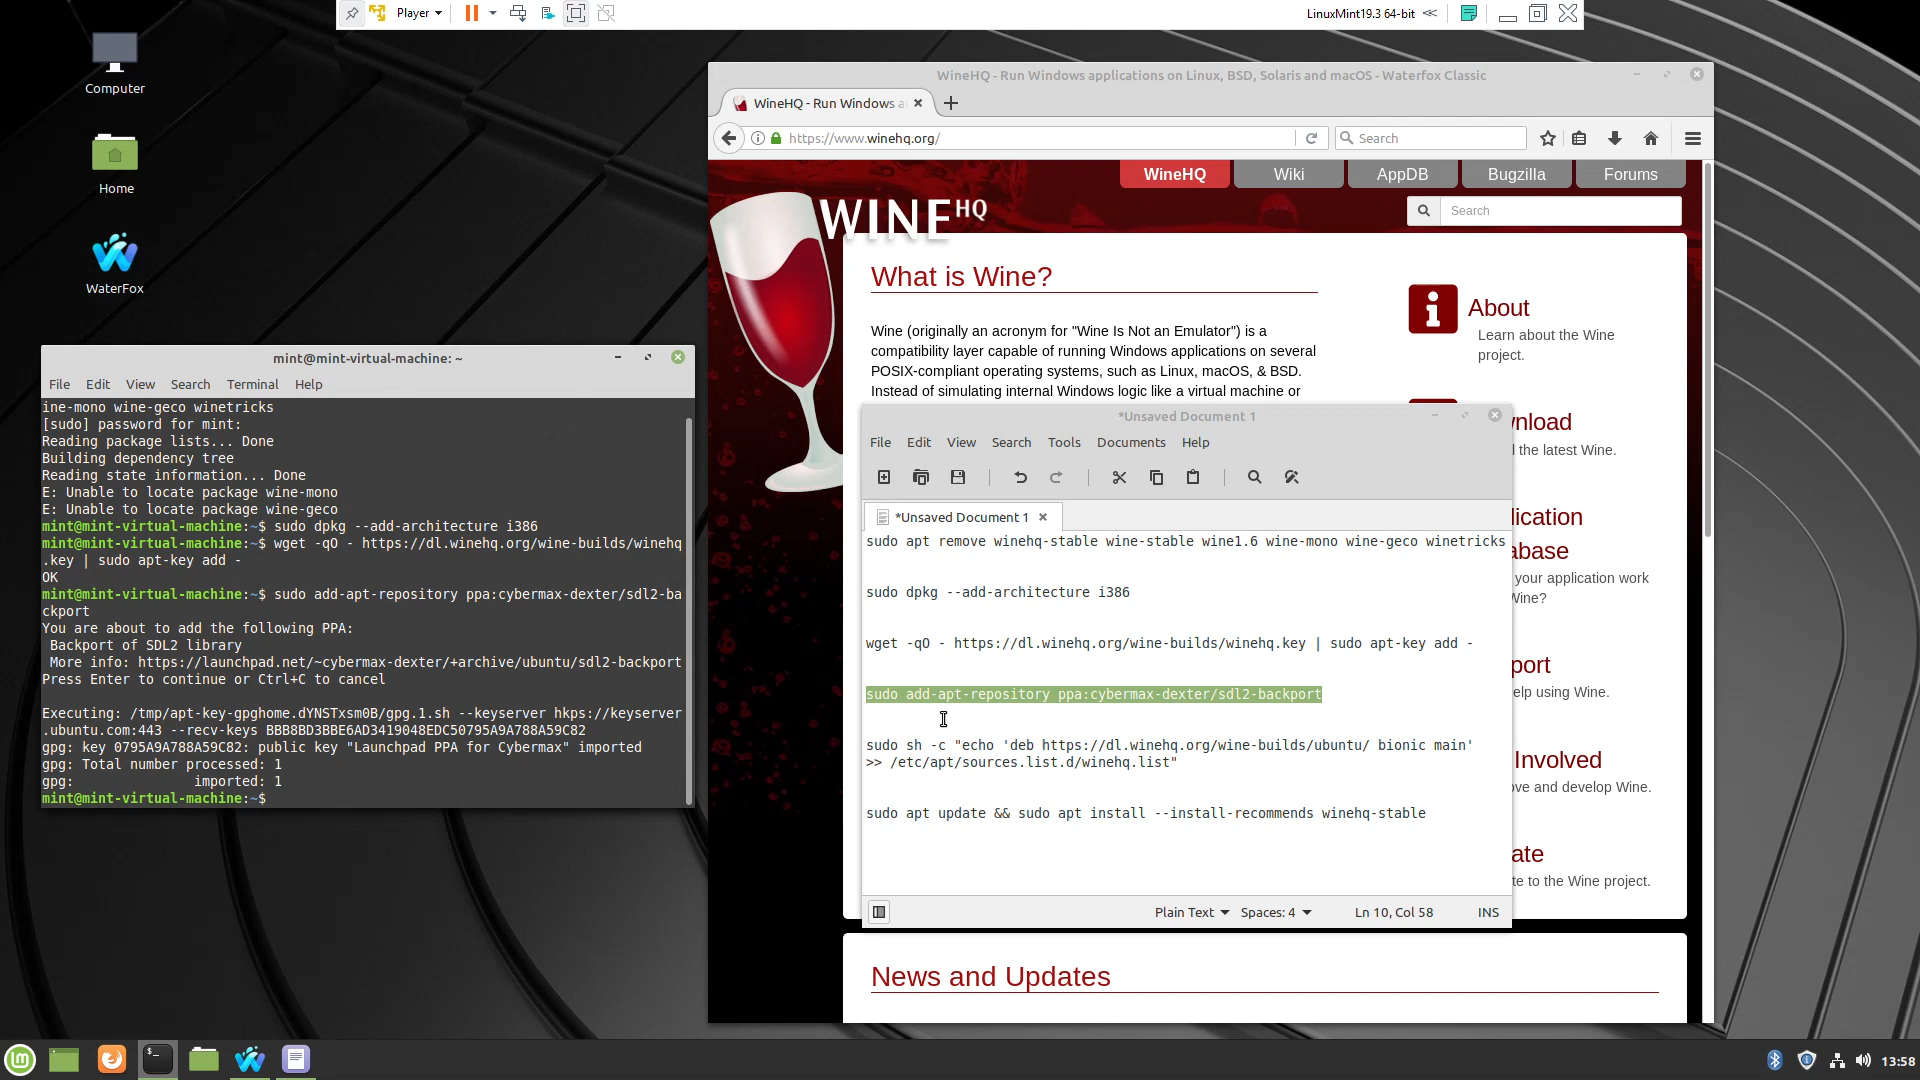 Player
LinuxMint19.3 64-bit
Computer
Home
WaterFox
WineHQ - Run Windows applications on Linux, BSD, Solaris and macOS - Waterfox Classic
WineHQ - Run Windows a
https://www.winehq.org/
Search
WineHQ
Wiki
AppDB
Bugzilla
Forums
WINEHQ
Search
What is Wine?
Wine (originally an acronym for "Wine Is Not an Emulator") is a
compatibility layer capable of running Windows applications on several
POSIX-compliant operating systems, such as Linux, macOS, & BSD.
Instead of simulating internal Windows logic like a virtual machine or
About
Learn about the Wine
project.
wnload
the latest Wine.
lication
abase
your application work
Wine?
port
elp using Wine.
Involved
ove and develop Wine.
ate
te to the Wine project.
News and Updates
mint@mint-virtual-machine: ~
File Edit View Search Terminal Help
ine-mono wine-geco winetricks
[sudo] password for mint:
Reading package lists... Done
Building dependency tree
Reading state information... Done
E: Unable to locate package wine-mono
E: Unable to locate package wine-geco
mint@mint-virtual-machine:~$ sudo dpkg --add-architecture i386
mint@mint-virtual-machine:~$ wget -qO - https://dl.winehq.org/wine-builds/winehq
.key | sudo apt-key add -
OK
mint@mint-virtual-machine:~$ sudo add-apt-repository ppa:cybermax-dexter/sdl2-ba
ckport
You are about to add the following PPA:
Backport of SDL2 library
More info: https://launchpad.net/~cybermax-dexter/+archive/ubuntu/sdl2-backport
Press Enter to continue or Ctrl+C to cancel
Executing: /tmp/apt-key-gpghome.dYNSTxsm0B/gpg.1.sh --keyserver hkps://keyserver
.ubuntu.com:443 --recv-keys BBB8BD3BBE6AD3419048EDC50795A9A788A59C82
gpg: key 0795A9A788A59C82: public key "Launchpad PPA for Cybermax" imported
gpg: Total number processed: 1
gpg: imported: 1
mint@mint-virtual-machine:~$
*Unsaved Document 1
File Edit View Search Tools Documents Help
*Unsaved Document 1
sudo apt remove winehq-stable wine-stable wine1.6 wine-mono wine-geco winetricks
sudo dpkg --add-architecture i386
wget -qO - https://dl.winehq.org/wine-builds/winehq.key | sudo apt-key add -
sudo add-apt-repository ppa:cybermax-dexter/sdl2-backport
sudo sh -c "echo 'deb https://dl.winehq.org/wine-builds/ubuntu/ bionic main'
>> /etc/apt/sources.list.d/winehq.list"
sudo apt update && sudo apt install --install-recommends winehq-stable
Plain Text Spaces: 4 Ln 10, Col 58 INS
13:58